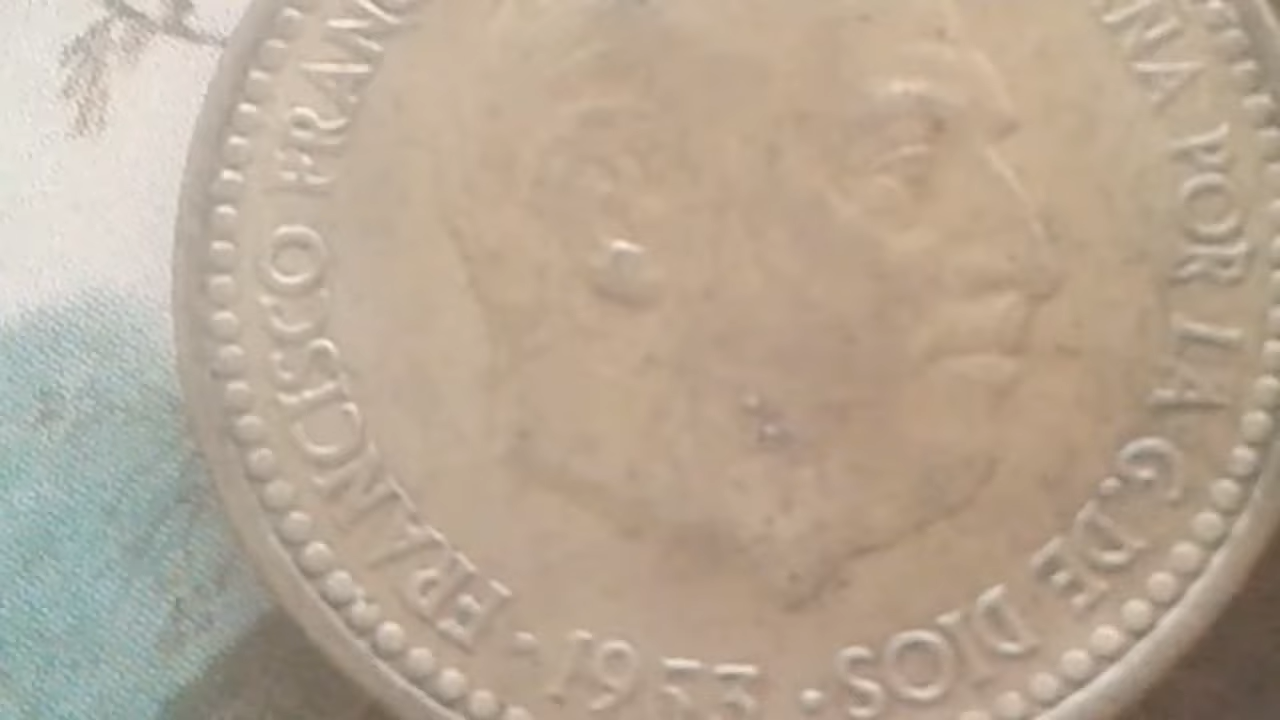 FRANCISCO FRANC
NA POR LA G. DE DIOS · 1953 ·